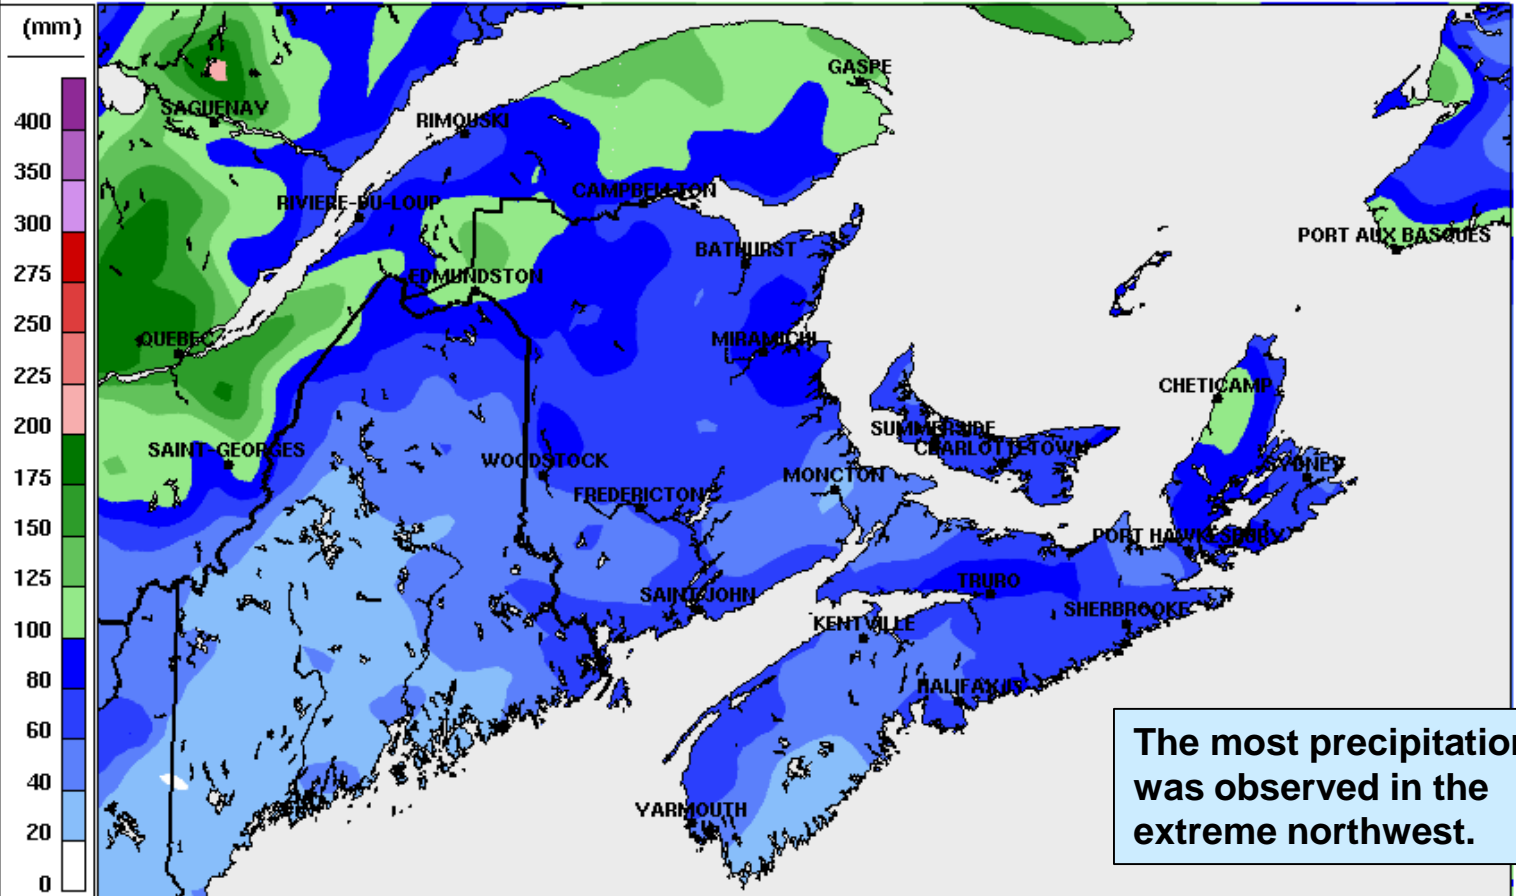 (mm)
400
350
300
275
250
225
200
175
150
125
100
80
60
40
20
0
GASPE
SAGUENAY
RIMOUSKI
CAMPBELLTON
RIVIERE-DU-LOUP
PORT AUX BASQUES
BATHURST
EDMUNDSTON
QUEBEC
MIRAMICHI
CHETICAMP
SUMMERSIDE
CHARLOTTETOWN
SAINT-GEORGES
WOODSTOCK
SYDNEY
MONCTON
FREDERICTON
PORT HAWKESBURY
TRURO
SAINT JOHN
SHERBROOKE
KENTVILLE
HALIFAX
YARMOUTH
The most precipitation
was observed in the
extreme northwest.